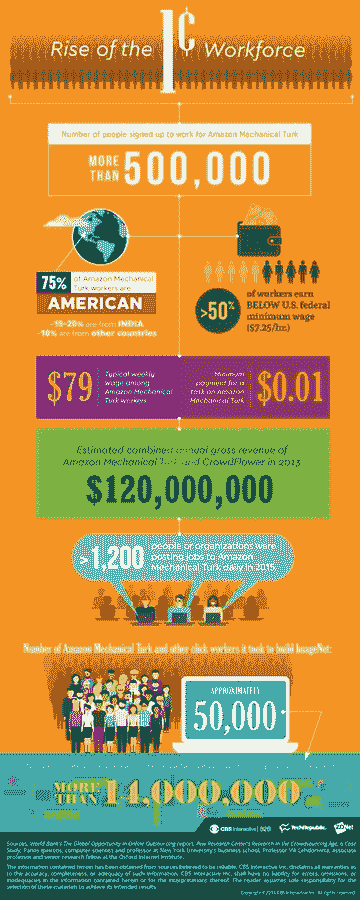 Rise of the 1¢ Workforce
Number of people signed up to work for Amazon Mechanical Turk
MORE
THAN 500,000
75% of Amazon Mechanical
Turk workers are
AMERICAN
~15-20% are from INDIA
~10% are from other countries
>50% of workers earn
BELOW U.S. federal
minimum wage
($7.25/hr.)
$79 Typical weekly
wage among
Amazon Mechanical
Turk workers
Minimum
payment for a
task on Amazon
Mechanical Turk $0.01
Estimated combined annual gross revenue of
Amazon Mechanical Turk and CrowdFlower in 2013
$120,000,000
>1,200 people or organizations were
posting jobs to Amazon
Mechanical Turk daily in 2015
Number of Amazon Mechanical Turk and other click workers it took to build ImageNet:
APPROXIMATELY
50,000
MORE
THAN 14,000,000
CBS Interactive B2B TechRepublic ZDNet
Sources: World Bank's The Global Opportunity in Online Outsourcing report, Pew Research Center's Research in the Crowdsourcing Age, a Case
Study, Panos Ipeirotis, computer scientist and professor at New York University's business school, Professor Vili Lehdonvirta, associate
professor and senior research fellow at the Oxford Internet Institute.
The information contained herein has been obtained from sources believed to be reliable. CBS Interactive Inc. disclaims all warranties as
to the accuracy, completeness, or adequacy of such information. CBS Interactive Inc. shall have no liability for errors, omissions, or
inadequacies in the information contained herein or for the interpretations thereof. The reader assumes sole responsibility for the
selection of these materials to achieve its intended results.
Copyright © 2016 CBS Interactive Inc. All rights reserved.